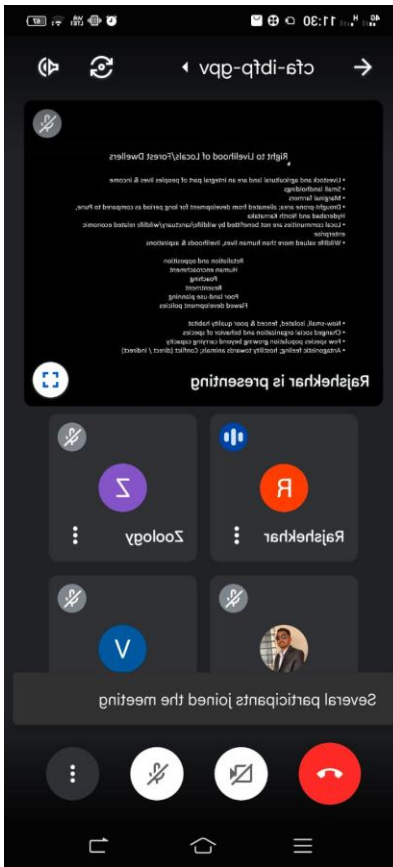 11:30
4G
H
67
cfa-ibfp-gpv
Right to Livelihood of Locals/Forest Dwellers
• Livestock and agricultural land are an integral part of peoples lives & income
• Small landholdings
• Marginal farmers
• Drought-prone area; alienated from development for long period as compared to Pune,
Hyderabad and North Karnataka
• Local communities are not benefitted by wildlife/sanctuary/wildlife related economic
enterprise
• Wildlife valued more than human lives, livelihoods & aspirations
Retaliation and opposition
Human encroachment
Poaching
Resentment
Poor land-use planning
Flawed development policies
• Now-small, isolated, fenced & poor quality habitat
• Changed social organization and behavior of species
• Few species population growing beyond carrying capacity
• Antagonistic feeling; hostility towards animals; Conflict (direct / indirect)
Rajshekhar is presenting
R
Rajshekhar
Z
Zoology
V
Several participants joined the meeting